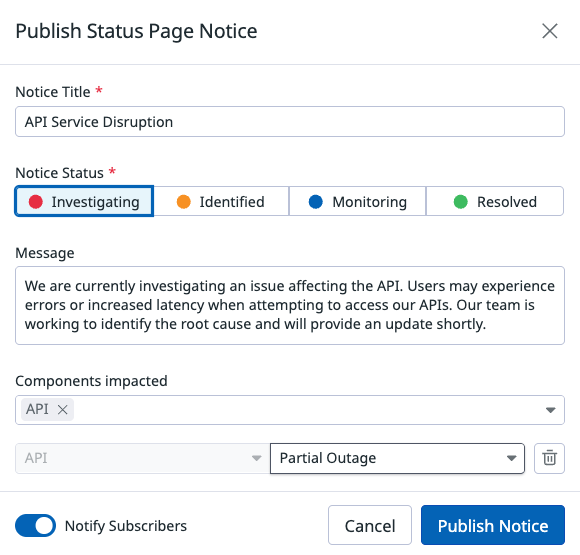 Publish Status Page Notice
Notice Title *
API Service Disruption
Notice Status *
Investigating Identified Monitoring Resolved
Message
We are currently investigating an issue affecting the API. Users may experience
errors or increased latency when attempting to access our APIs. Our team is
working to identify the root cause and will provide an update shortly.
Components impacted
API
API Partial Outage
Notify Subscribers Cancel Publish Notice